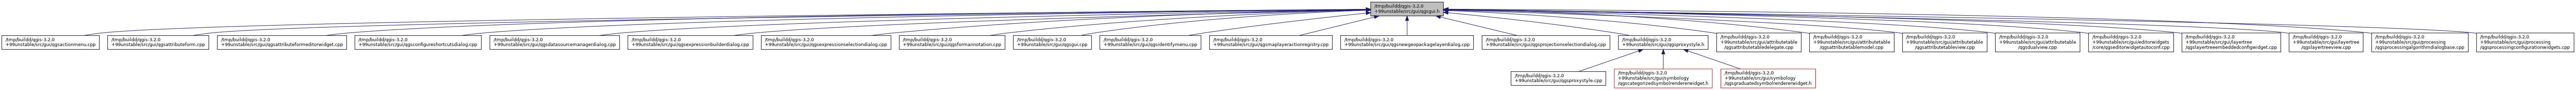 /tmp/buildd/qgis-3.2.0
+99unstable/src/gui/qgsgui.h
/tmp/buildd/qgis-3.2.0
+99unstable/src/gui/qgsactionmenu.cpp
/tmp/buildd/qgis-3.2.0
+99unstable/src/gui/qgsattributeform.cpp
/tmp/buildd/qgis-3.2.0
+99unstable/src/gui/qgsattributeformeditorwidget.cpp
/tmp/buildd/qgis-3.2.0
+99unstable/src/gui/qgsconfigureshortcutsdialog.cpp
/tmp/buildd/qgis-3.2.0
+99unstable/src/gui/qgsdatasourcemanagerdialog.cpp
/tmp/buildd/qgis-3.2.0
+99unstable/src/gui/qgsexpressionbuilderdialog.cpp
/tmp/buildd/qgis-3.2.0
+99unstable/src/gui/qgsexpressionselectiondialog.cpp
/tmp/buildd/qgis-3.2.0
+99unstable/src/gui/qgsformannotation.cpp
/tmp/buildd/qgis-3.2.0
+99unstable/src/gui/qgsgui.cpp
/tmp/buildd/qgis-3.2.0
+99unstable/src/gui/qgsidentifymenu.cpp
/tmp/buildd/qgis-3.2.0
+99unstable/src/gui/qgsmaplayeractionregistry.cpp
/tmp/buildd/qgis-3.2.0
+99unstable/src/gui/qgsnewgeopackagelayerdialog.cpp
/tmp/buildd/qgis-3.2.0
+99unstable/src/gui/qgsprojectionselectiondialog.cpp
/tmp/buildd/qgis-3.2.0
+99unstable/src/gui/qgsproxystyle.h
/tmp/buildd/qgis-3.2.0
+99unstable/src/gui/attributetable
/qgsattributetabledelegate.cpp
/tmp/buildd/qgis-3.2.0
+99unstable/src/gui/attributetable
/qgsattributetablemodel.cpp
/tmp/buildd/qgis-3.2.0
+99unstable/src/gui/attributetable
/qgsattributetableview.cpp
/tmp/buildd/qgis-3.2.0
+99unstable/src/gui/attributetable
/qgsdualview.cpp
/tmp/buildd/qgis-3.2.0
+99unstable/src/gui/editorwidgets
/core/qgseditorwidgetautoconf.cpp
/tmp/buildd/qgis-3.2.0
+99unstable/src/gui/layertree
/qgslayertreeembeddedconfigwidget.cpp
/tmp/buildd/qgis-3.2.0
+99unstable/src/gui/layertree
/qgslayertreeview.cpp
/tmp/buildd/qgis-3.2.0
+99unstable/src/gui/processing
/qgsprocessingalgorithmdialogbase.cpp
/tmp/buildd/qgis-3.2.0
+99unstable/src/gui/processing
/qgsprocessingconfigurationwidgets.cpp
/tmp/buildd/qgis-3.2.0
+99unstable/src/gui/qgsproxystyle.cpp
/tmp/buildd/qgis-3.2.0
+99unstable/src/gui/symbology
/qgscategorizedsymbolrendererwidget.h
/tmp/buildd/qgis-3.2.0
+99unstable/src/gui/symbology
/qgsgraduatedsymbolrendererwidget.h